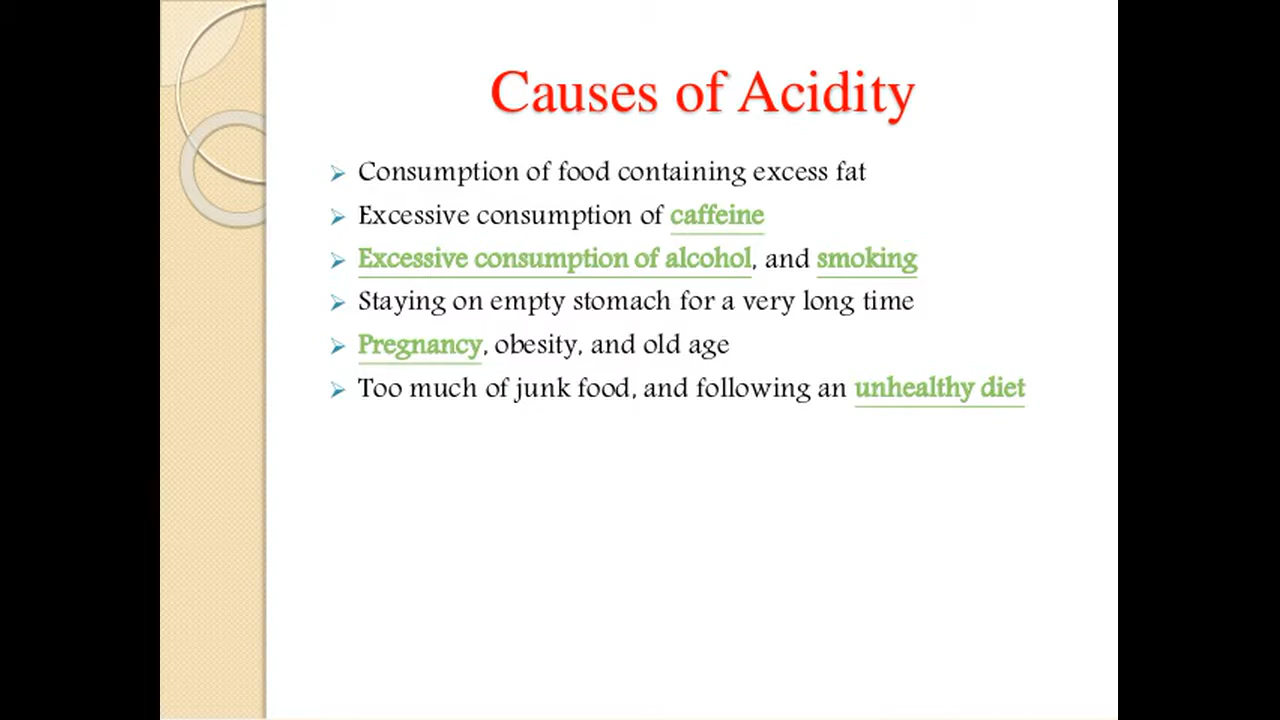 Causes of Acidity
Consumption of food containing excess fat
Excessive consumption of caffeine
Excessive consumption of alcohol, and smoking
Staying on empty stomach for a very long time
Pregnancy, obesity, and old age
Too much of junk food, and following an unhealthy diet